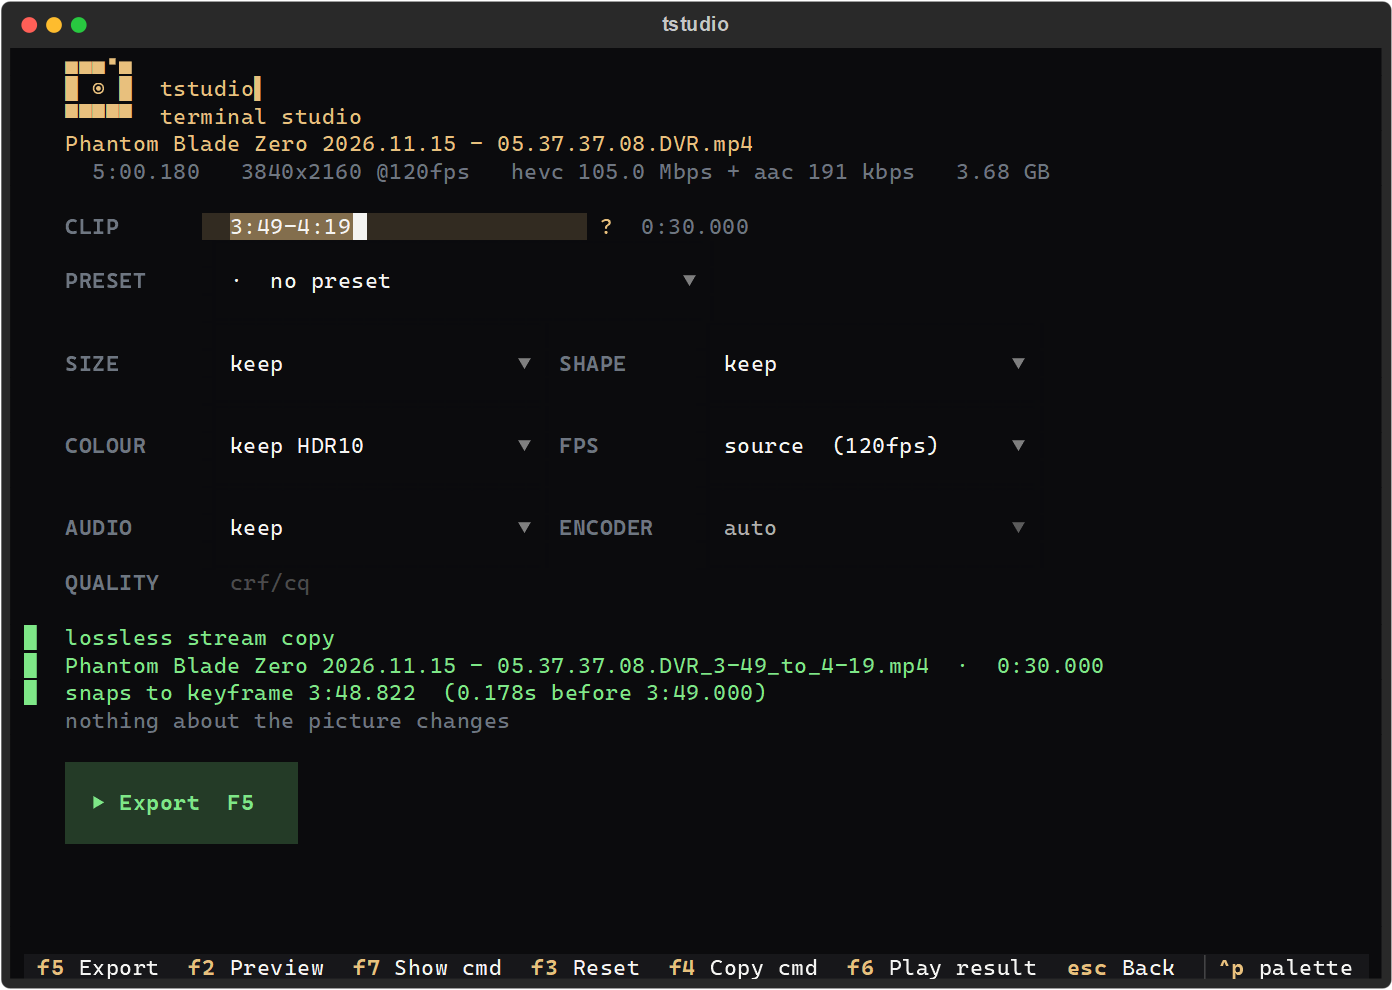 tstudio
tstudio
terminal studio
Phantom Blade Zero 2026.11.15 - 05.37.37.08.DVR.mp4
5:00.180 3840x2160 @120fps hevc 105.0 Mbps + aac 191 kbps 3.68 GB
CLIP 3:49-4:19 ? 0:30.000
PRESET · no preset ▼
SIZE keep ▼ SHAPE keep ▼
COLOUR keep HDR10 ▼ FPS source (120fps) ▼
AUDIO keep ▼ ENCODER auto ▼
QUALITY crf/cq
lossless stream copy
Phantom Blade Zero 2026.11.15 - 05.37.37.08.DVR_3-49_to_4-19.mp4 · 0:30.000
snaps to keyframe 3:48.822 (0.178s before 3:49.000)
nothing about the picture changes
▶ Export F5
f5 Export f2 Preview f7 Show cmd f3 Reset f4 Copy cmd f6 Play result esc Back ^p palette